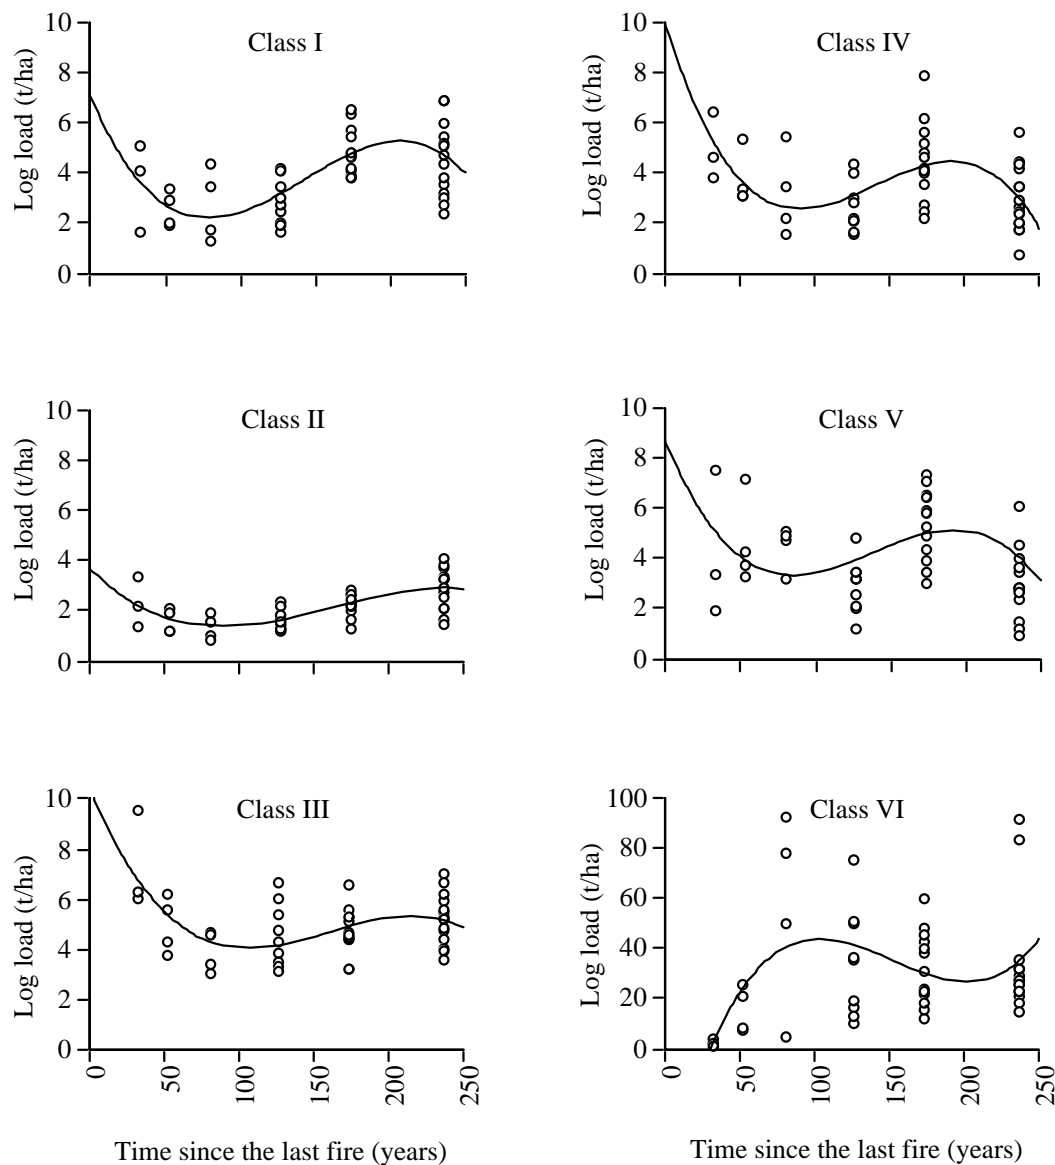 Class I
Log load (t/ha)
10
8
6
4
2
0
Class IV
Log load (t/ha)
10
8
6
4
2
0
Class II
Log load (t/ha)
10
8
6
4
2
0
Class V
Log load (t/ha)
10
8
6
4
2
0
Class III
Log load (t/ha)
10
8
6
4
2
0
0 50 100 150 200 250
Time since the last fire (years)
Class VI
Log load (t/ha)
100
80
60
40
20
0
0 50 100 150 200 250
Time since the last fire (years)